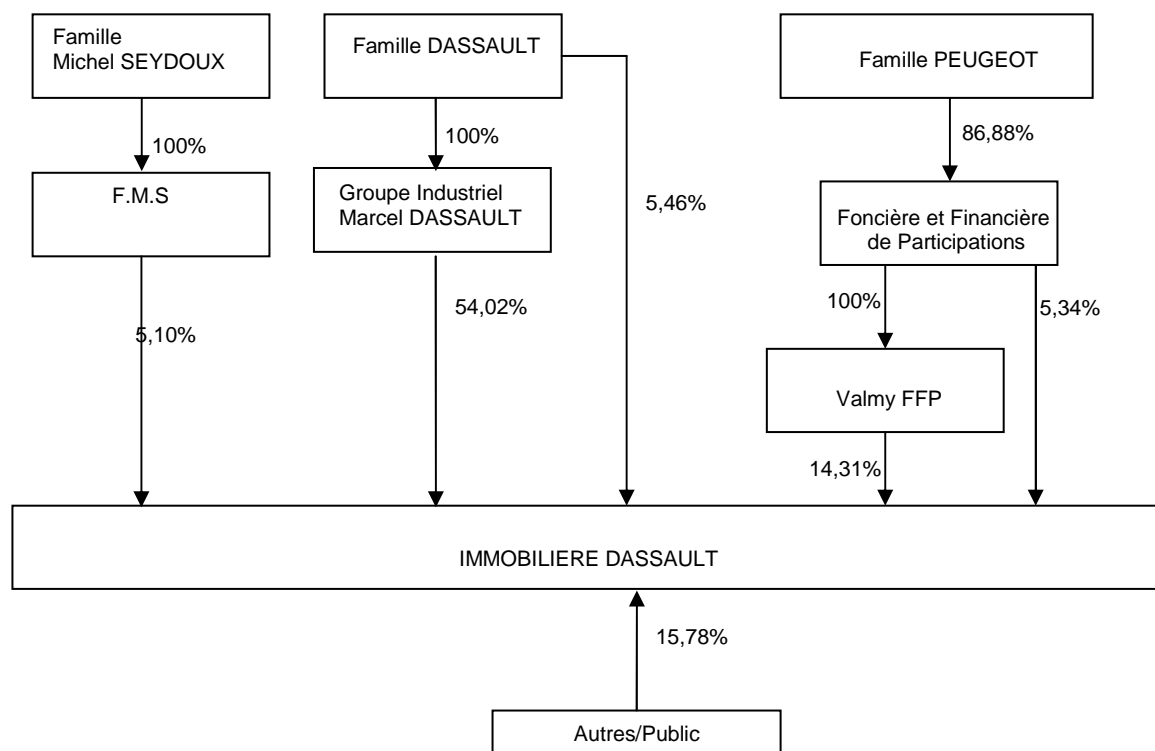 Famille
Michel SEYDOUX
Famille DASSAULT
Famille PEUGEOT
100%
100%
86,88%
F.M.S
Groupe Industriel
Marcel DASSAULT
5,46%
Foncière et Financière
de Participations
5,10%
54,02%
100%
5,34%
Valmy FFP
14,31%
IMMOBILIERE DASSAULT
15,78%
Autres/Public